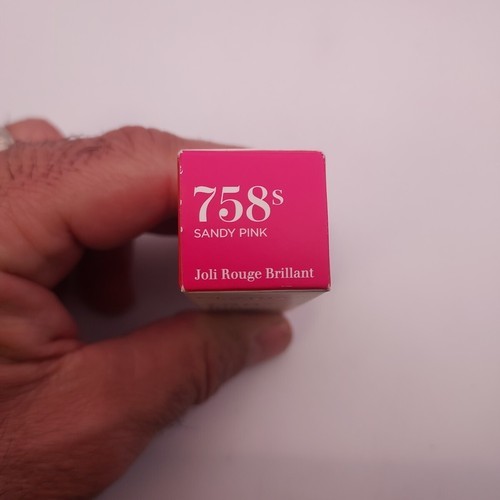 758s
SANDY PINK
Joli Rouge Brillant